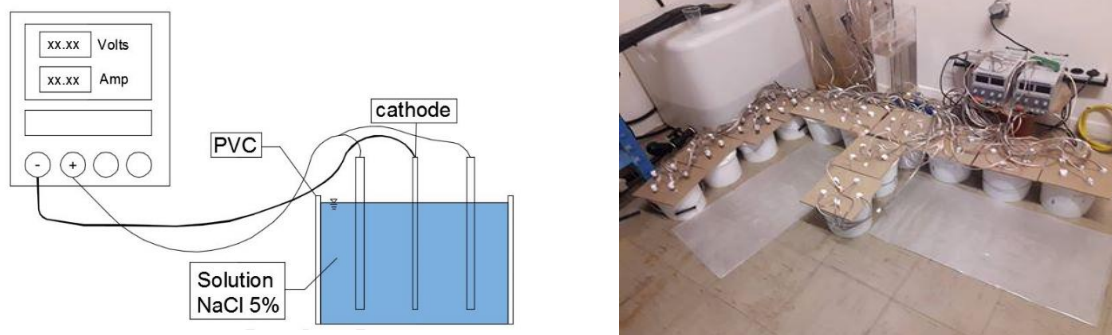 xx.xx Volts
xx.xx Amp
- +
cathode
PVC
Solution
NaCl 5%